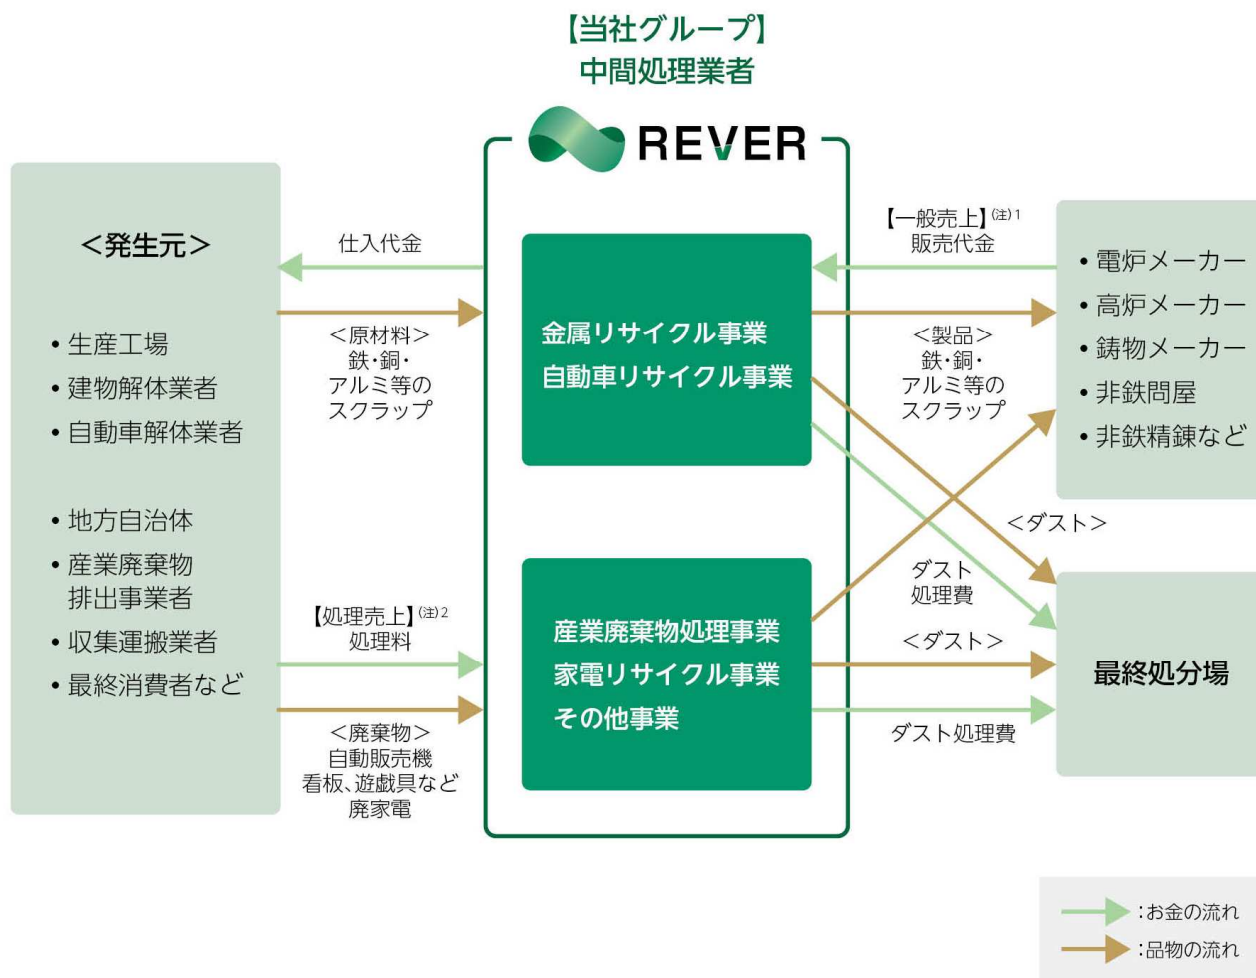 【当社グループ】
中間処理業者
REVER
＜発生元＞
• 生産工場
• 建物解体業者
• 自動車解体業者
• 地方自治体
• 産業廃棄物
排出事業者
• 収集運搬業者
• 最終消費者など
仕入代金
＜原材料＞
鉄・銅・
アルミ等の
スクラップ
【処理売上】(注)2
処理料
＜廃棄物＞
自動販売機
看板、遊戯具など
廃家電
金属リサイクル事業
自動車リサイクル事業
産業廃棄物処理事業
家電リサイクル事業
その他事業
【一般売上】(注)1
販売代金
＜製品＞
鉄・銅・
アルミ等の
スクラップ
＜ダスト＞
ダスト
処理費
＜ダスト＞
ダスト処理費
• 電炉メーカー
• 高炉メーカー
• 鋳物メーカー
• 非鉄問屋
• 非鉄精錬など
最終処分場
：お金の流れ
：品物の流れ